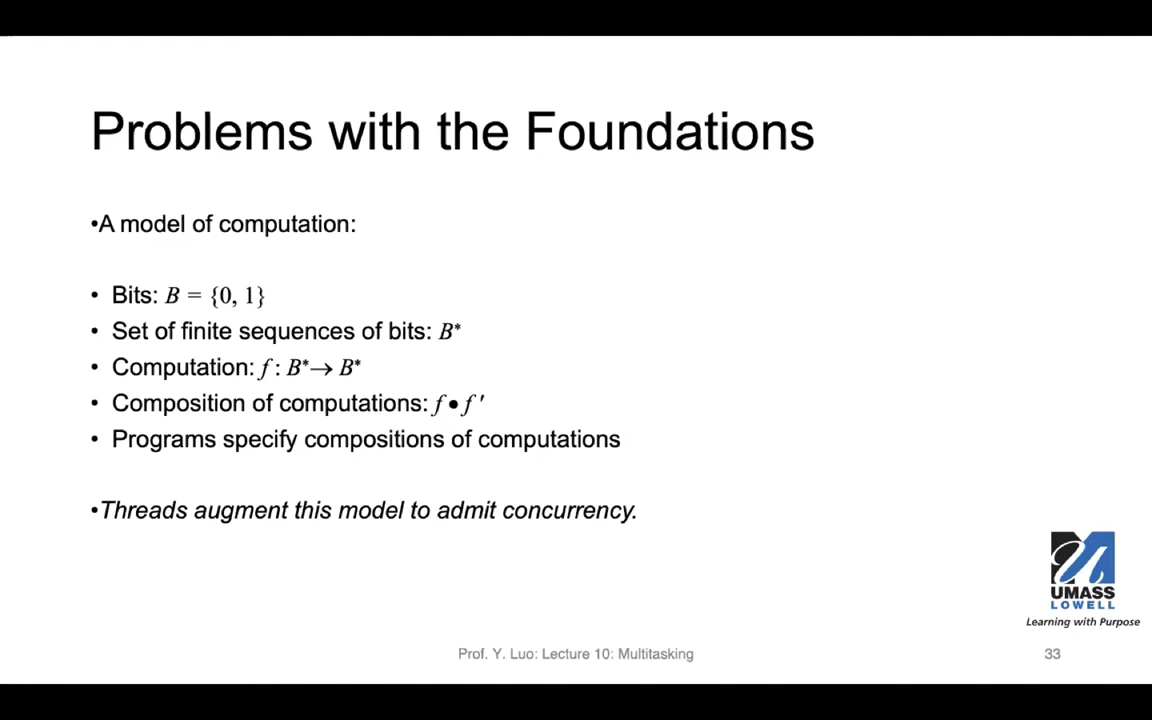 Problems with the Foundations
•A model of computation:
• Bits: B = {0, 1}
• Set of finite sequences of bits: B*
• Computation: f : B*→ B*
• Composition of computations: f • f '
• Programs specify compositions of computations
•Threads augment this model to admit concurrency.
UMASS
LOWELL
Learning with Purpose
Prof. Y. Luo: Lecture 10: Multitasking
33